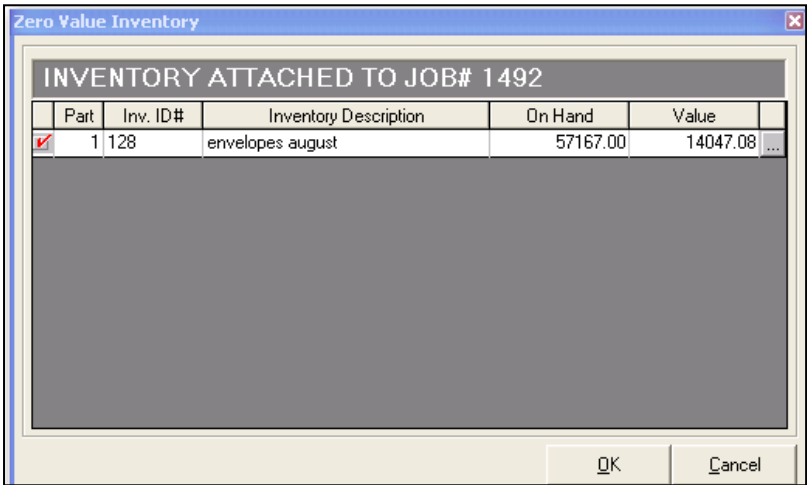 Zero Value Inventory
INVENTORY ATTACHED TO JOB# 1492
Part Inv. ID# Inventory Description On Hand Value
1 128 envelopes august 57167.00 14047.08 ...
OK Cancel